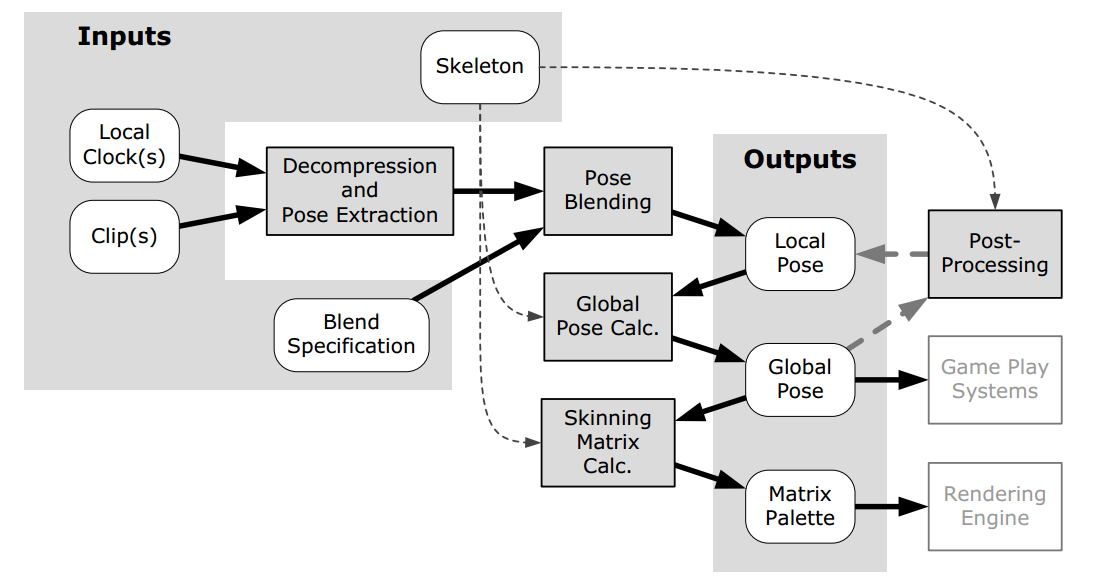 Inputs
Skeleton
Local
Clock(s)
Clip(s)
Decompression
and
Pose Extraction
Blend
Specification
Pose
Blending
Global
Pose Calc.
Skinning
Matrix
Calc.
Outputs
Local
Pose
Global
Pose
Matrix
Palette
Post-
Processing
Game Play
Systems
Rendering
Engine